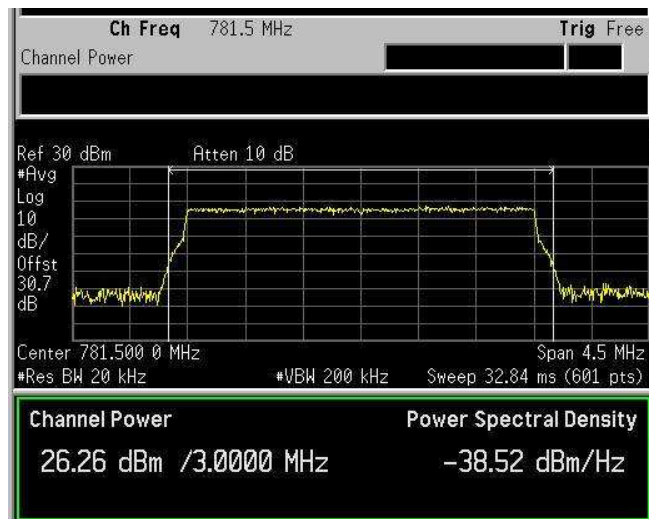 Ch Freq 781.5 MHz Trig Free
Channel Power
Ref 30 dBm Atten 10 dB
#Avg
Log
10
dB/
Offst
30.7
dB
Center 781.500 0 MHz Span 4.5 MHz
#Res BW 20 kHz #VBW 200 kHz Sweep 32.84 ms (601 pts)
Channel Power Power Spectral Density
26.26 dBm /3.0000 MHz -38.52 dBm/Hz